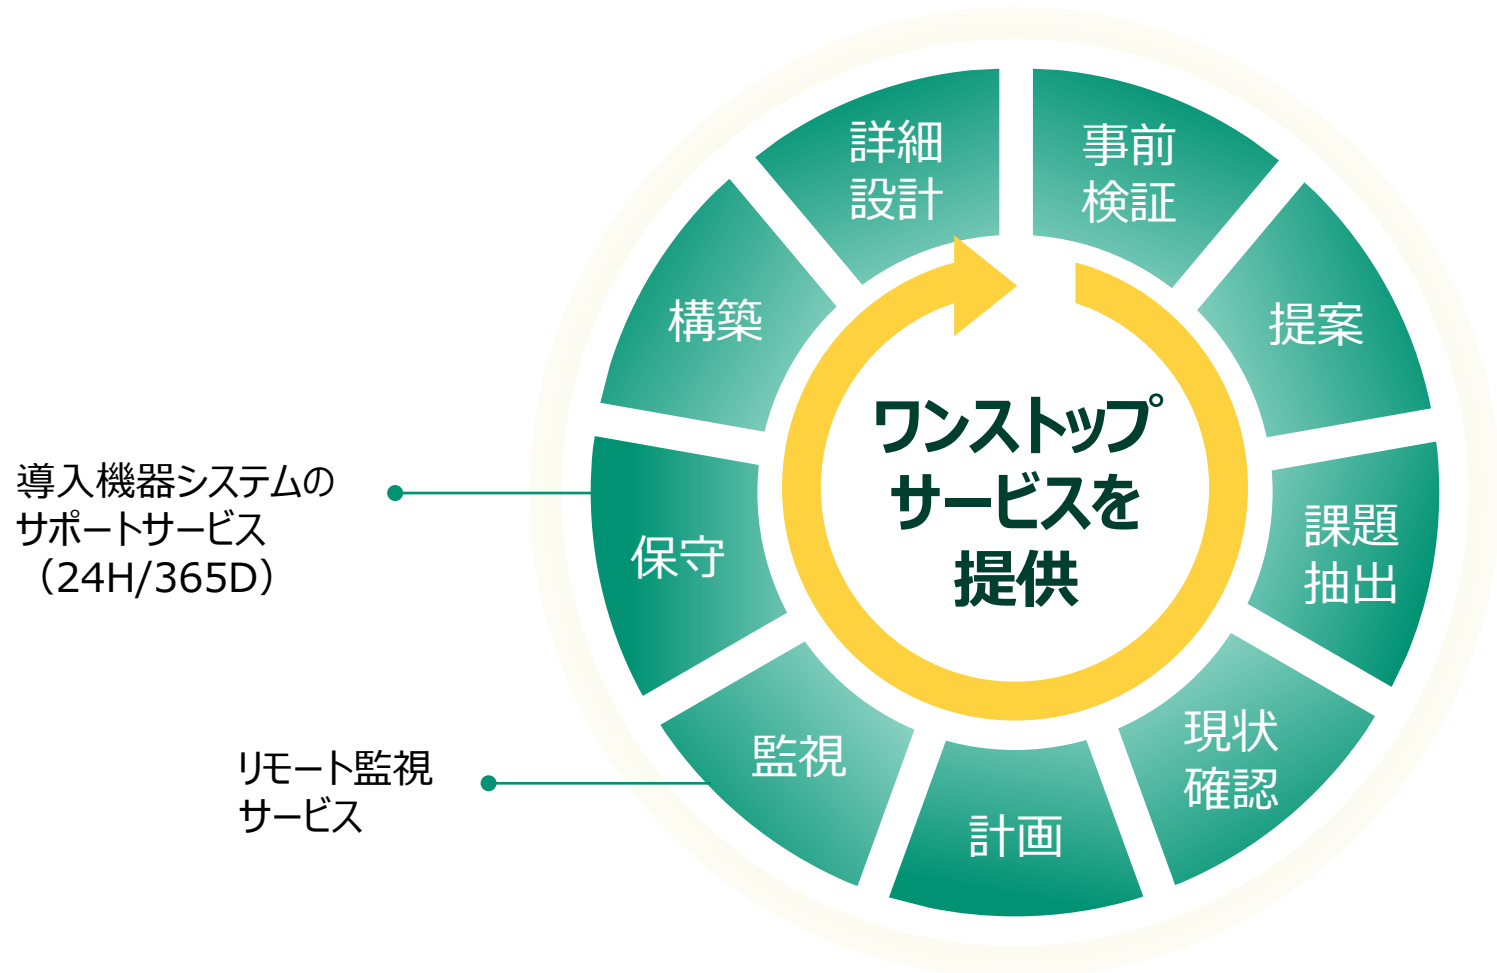 詳細
設計
事前
検証
構築
提案
ワンストップ
サービスを
提供
導入機器システムの
サポートサービス
（24H/365D）
保守
課題
抽出
現状
確認
監視
リモート監視
サービス
計画